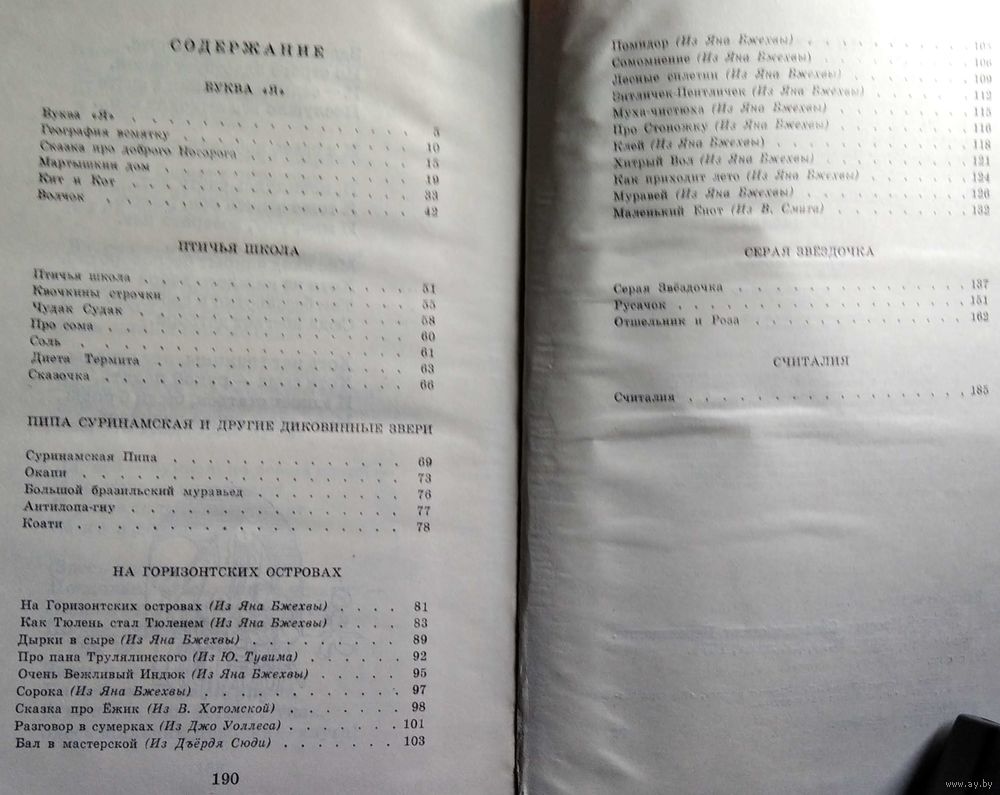 СОДЕРЖАНИЕ
БУКВА «Я»
Буква «Я» . . . . . . . . . . . . 5
География всмятку . . . . . . . . . . 10
Сказка про доброго Носорога . . . . . . . . 15
Мартышкин дом . . . . . . . . . . . 19
Кит и Кот . . . . . . . . . . . . 33
Волчок . . . . . . . . . . . . . 42
ПТИЧЬЯ ШКОЛА
Птичья школа . . . . . . . . . . . 51
Квочкины строчки . . . . . . . . . . 55
Чудак Судак . . . . . . . . . . . . 58
Про сома . . . . . . . . . . . . . 60
Соль . . . . . . . . . . . . . . 61
Диета Термита . . . . . . . . . . . 63
Сказочка . . . . . . . . . . . . . 66
ПИПА СУРИНАМСКАЯ И ДРУГИЕ ДИКОВИННЫЕ ЗВЕРИ
Суринамская Пипа . . . . . . . . . . 69
Окапи . . . . . . . . . . . . . . 73
Большой бразильский муравьед . . . . . . . 76
Антилопа-гну . . . . . . . . . . . . 77
Коати . . . . . . . . . . . . . . 78
НА ГОРИЗОНТСКИХ ОСТРОВАХ
На Горизонтских островах (Из Яна Бжехвы) . . . . 81
Как Тюлень стал Тюленем (Из Яна Бжехвы) . . . . 83
Дырки в сыре (Из Яна Бжехвы) . . . . . . . . 89
Про пана Трулялинского (Из Ю. Тувима) . . . . . 92
Очень Вежливый Индюк (Из Яна Бжехвы) . . . . . 95
Сорока (Из Яна Бжехвы) . . . . . . . . . . 97
Сказка про Ёжик (Из В. Хотомской) . . . . . . 98
Разговор в сумерках (Из Джо Уоллеса) . . . . . . 101
Бал в мастерской (Из Дъёрдя Сюди) . . . . . . . 103
190
Помидор (Из Яна Бжехвы) . . . . . . . . .
Сомомнение (Из Яна Бжехвы) . . . . . . . . 106
Лесные сплетни (Из Яна Бжехвы) . . . . . . . 109
Энтличек-Пентличек (Из Яна Бжехвы) . . . . . . 112
Муха-чистюха (Из Яна Бжехвы) . . . . . . . . 115
Про Стоножку (Из Яна Бжехвы) . . . . . . . . 116
Клей (Из Яна Бжехвы) . . . . . . . . . . 118
Хитрый Вол (Из Яна Бжехвы) . . . . . . . . 121
Как приходит лето (Из Яна Бжехвы) . . . . . . 124
Муравей (Из Яна Бжехвы) . . . . . . . . . 126
Маленький Енот (Из В. Смита) . . . . . . . . 132
СЕРАЯ ЗВЁЗДОЧКА
Серая Звёздочка . . . . . . . . . . . . 137
Русачок . . . . . . . . . . . . . . 151
Отшельник и Роза . . . . . . . . . . . 162
СЧИТАЛИЯ
Считалия . . . . . . . . . . . . . . 185
www.ay.by